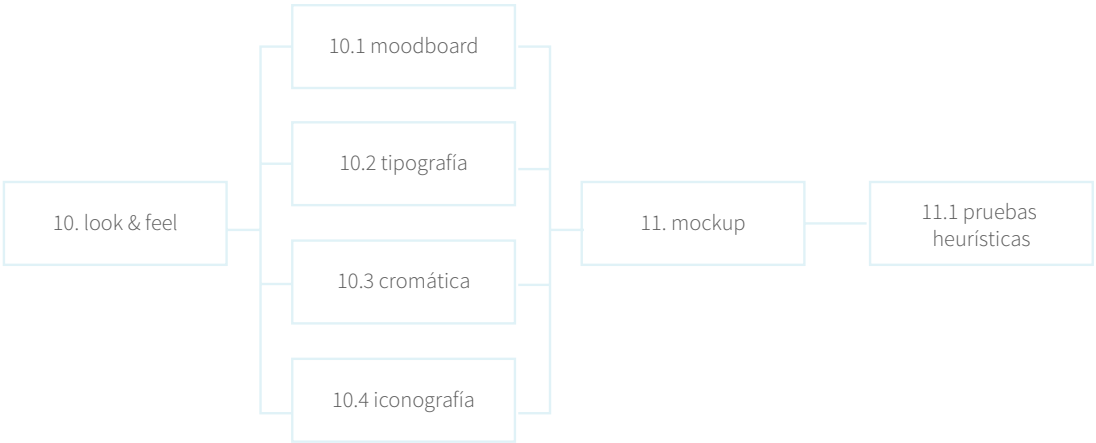 10. look & feel
10.1 moodboard
10.2 tipografía
10.3 cromática
10.4 iconografía
11. mockup
11.1 pruebas
heurísticas